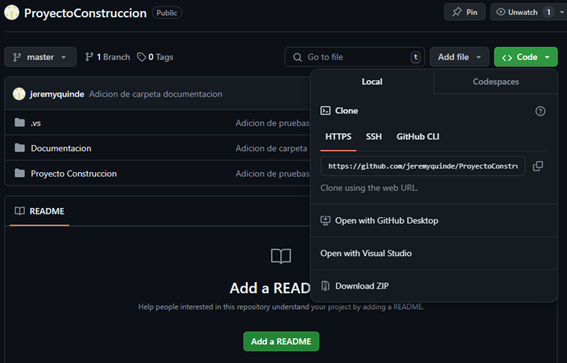 ProyectoConstruccion Public Pin Unwatch 1
master 1 Branch 0 Tags Go to file t Add file Code
jeremyquinde Adicion de carpeta documentacion
.vs Adicion de pruebas
Documentacion Adicion de carpeta
Proyecto Construccion Adicion de pruebas
Local Codespaces
Clone
HTTPS SSH GitHub CLI
https://github.com/jeremyquinde/ProyectoConstru
Clone using the web URL.
Open with GitHub Desktop
Open with Visual Studio
Download ZIP
README
Add a READ
Help people interested in this repository understand your project by adding a README.
Add a README